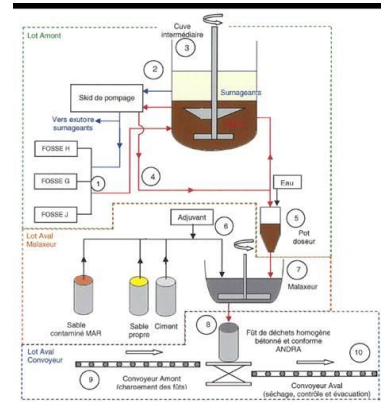 Lot Amont
Cuve
intermédiaire
3
2
Surnageants
Skid de pompage
Vers exutoire
surnageants
FOSSE H
FOSSE G
FOSSE J
1
4
Eau
5
Pot
doseur
Lot Aval
Malaxeur
Adjuvant
6
7
Malaxeur
Sable
contaminé MAR
Sable
propre
Ciment
8
Fût de déchets homogène
bétonné et conforme
ANDRA
Lot Aval
Convoyeur
10
9
Convoyeur Amont
(chargement des fûts)
Convoyeur Aval
(séchage, contrôle et évacuation)